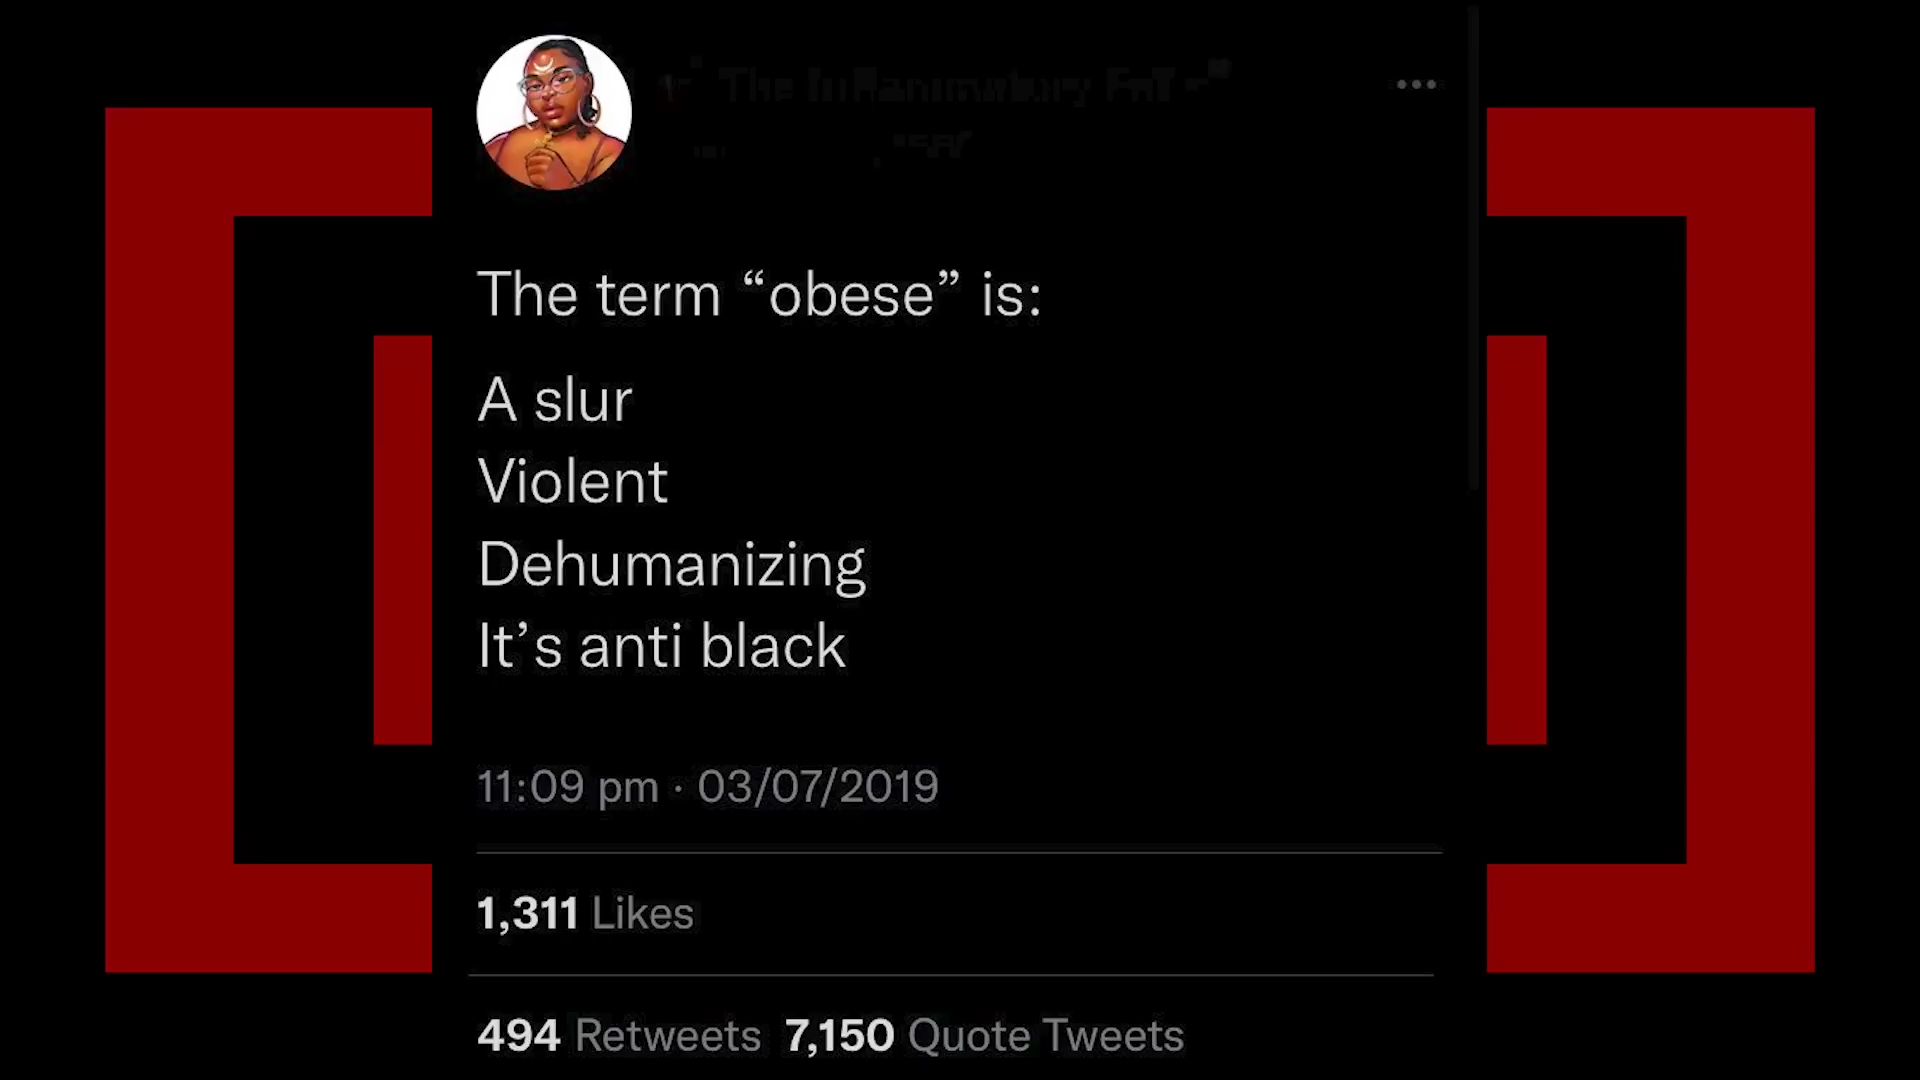 The term “obese” is:
A slur
Violent
Dehumanizing
It’s anti black
11:09 pm · 03/07/2019
1,311 Likes
494 Retweets 7,150 Quote Tweets